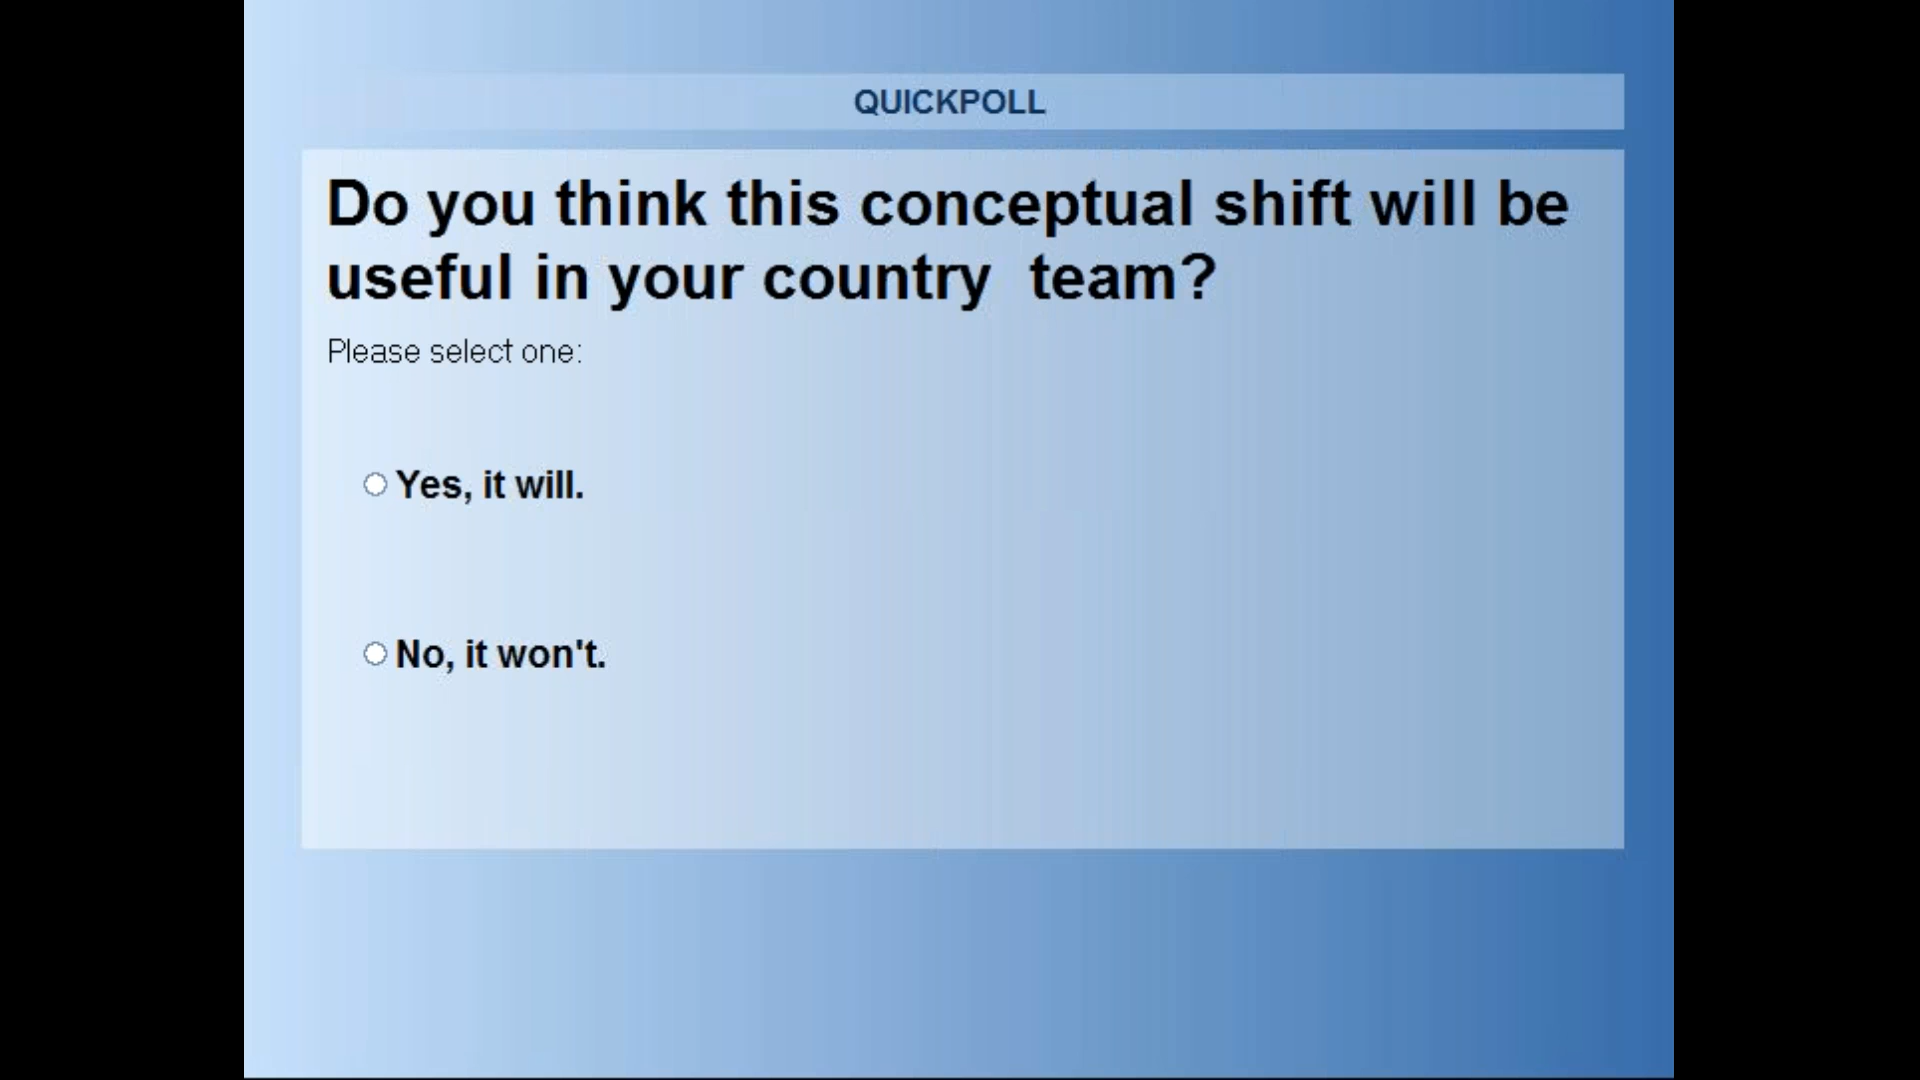 QUICKPOLL
Do you think this conceptual shift will be
useful in your country  team?
Please select one:
Yes, it will.
No, it won't.